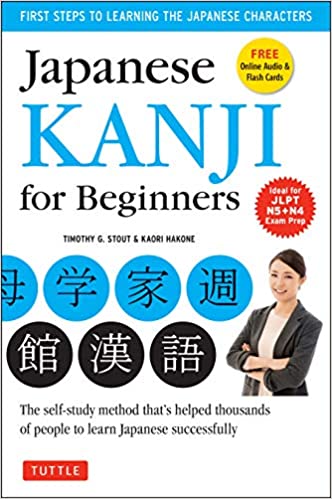 FIRST STEPS TO LEARNING THE JAPANESE CHARACTERS
FREE
Online Audio &
Flash Cards
Japanese
KANJI
for Beginners
Ideal for
JLPT
N5+N4
Exam Prep
TIMOTHY G. STOUT & KAORI HAKONE
母学家週
館漢語
The self-study method that's helped thousands
of people to learn Japanese successfully
TUTTLE